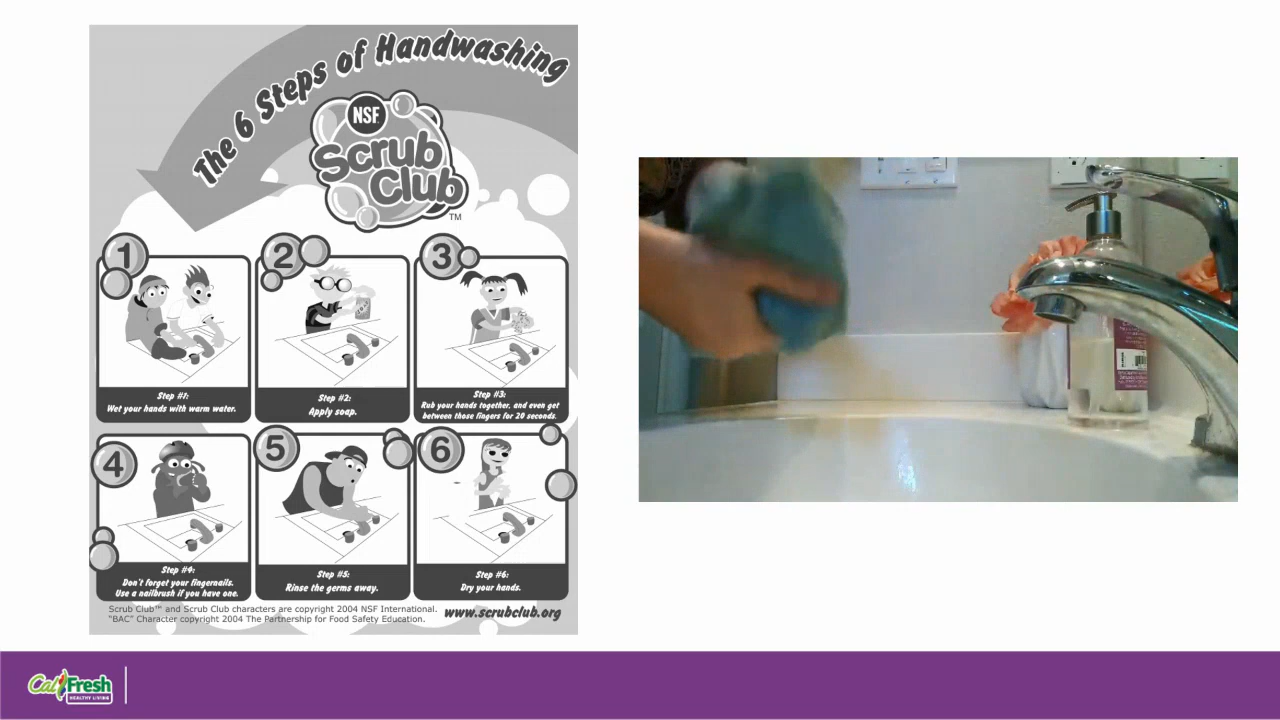 The 6 Steps of Handwashing
NSF
Scrub
Club
TM
1
2
3
Step #1:
Wet your hands with warm water.
Step #2:
Apply soap.
Step #3:
Rub your hands together, and even get
between those fingers for 20 seconds.
4
5
6
Step #4:
Don't forget your fingernails.
Use a nailbrush if you have one.
Step #5:
Rinse the germs away.
Step #6:
Dry your hands.
Scrub Club™ and Scrub Club characters are copyright 2004 NSF International.
"BAC" Character copyright 2004 The Partnership for Food Safety Education.
www.scrubclub.org
CalFresh
HEALTHY LIVING